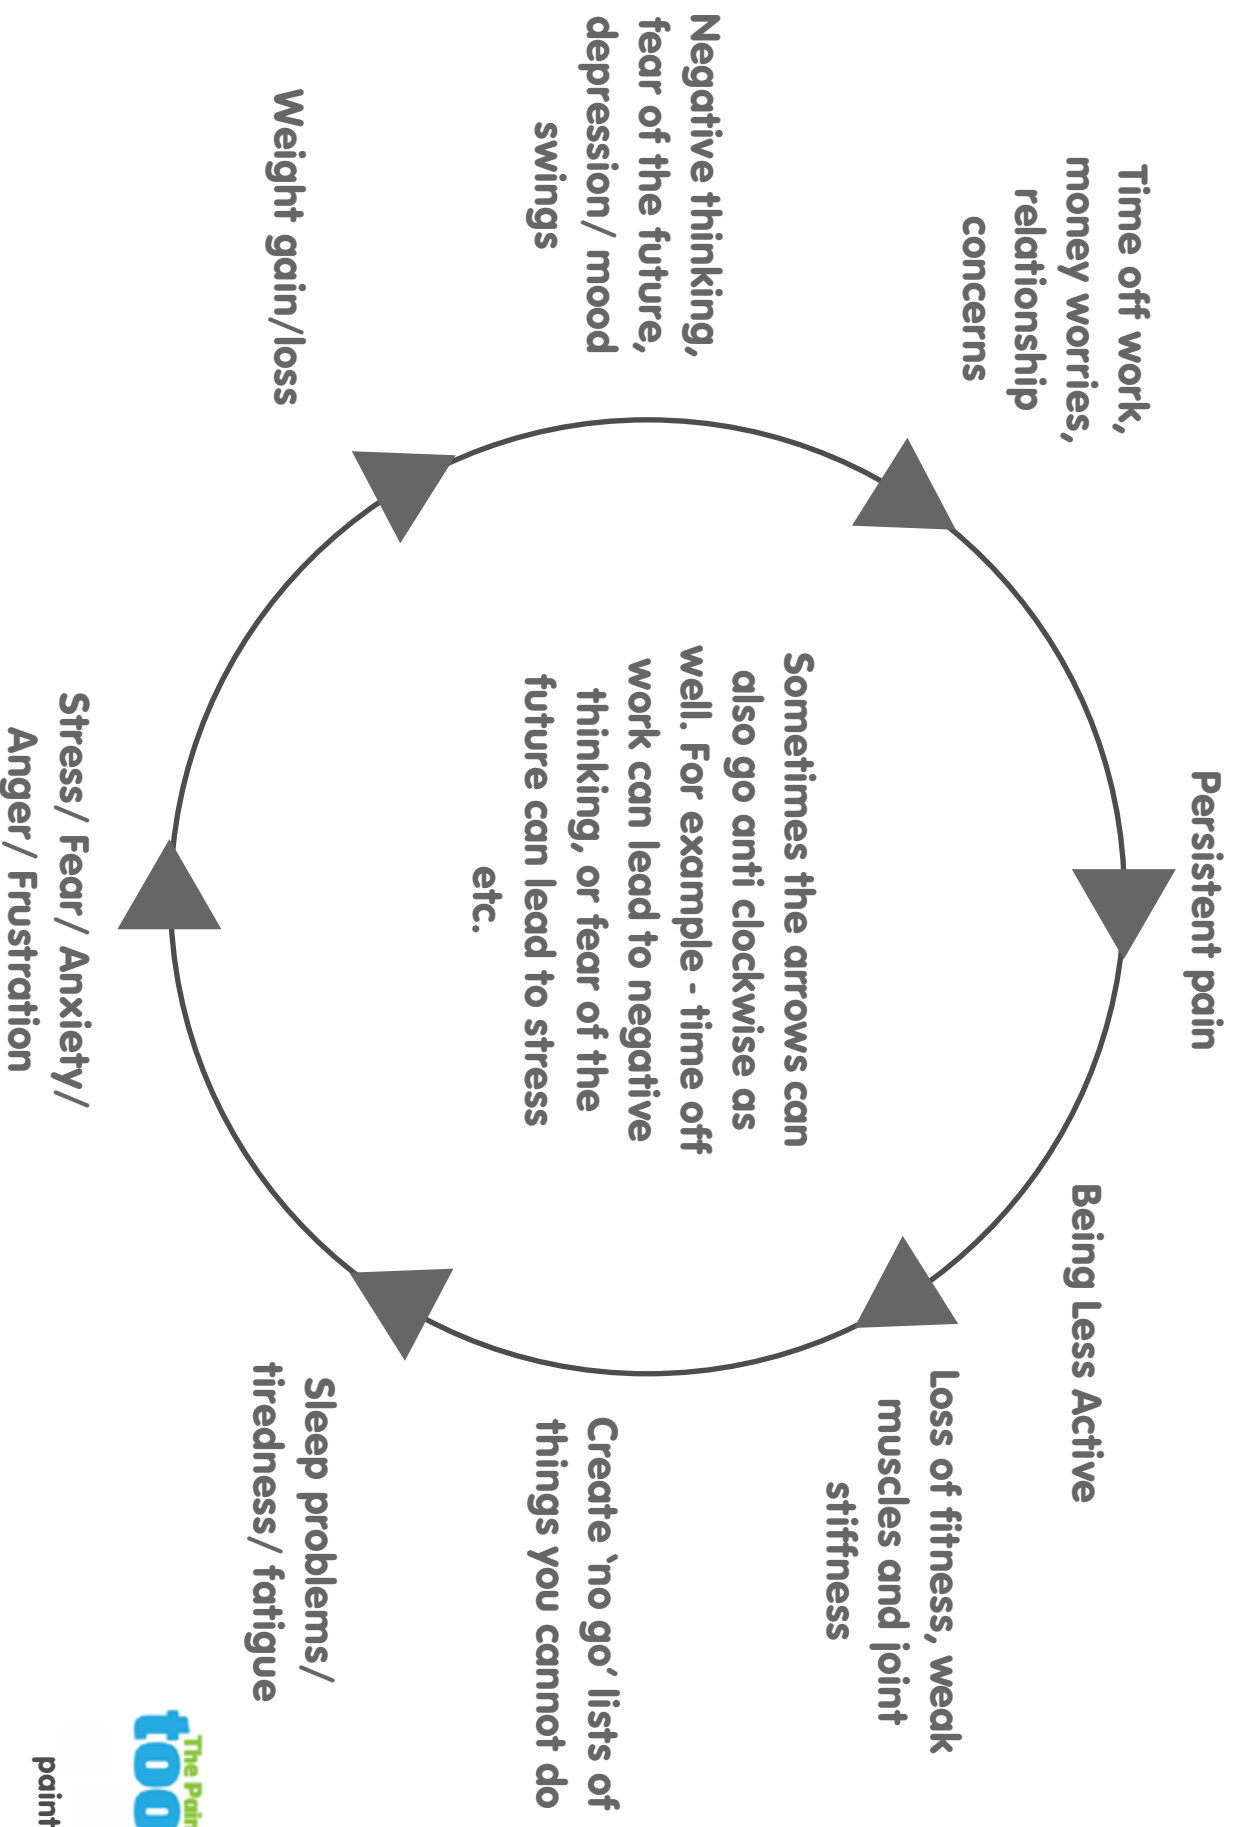 Persistent pain
Being Less Active
Loss of fitness, weak
muscles and joint
stiffness
Create ‘no go’ lists of
things you cannot do
Sleep problems/
tiredness/ fatigue
Stress/ Fear/ Anxiety/
Anger/ Frustration
Weight gain/loss
Negative thinking,
fear of the future,
depression/ mood
swings
Time off work,
money worries,
relationship
concerns
Sometimes the arrows can
also go anti clockwise as
well. For example - time off
work can lead to negative
thinking, or fear of the
future can lead to stress
etc.
The Pain
too
paint